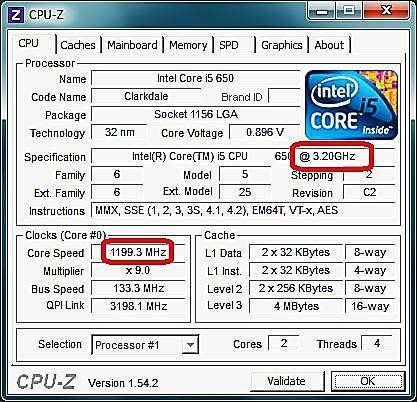 CPU-Z
CPU Caches Mainboard Memory SPD Graphics About
Processor
Name Intel Core i5 650
Code Name Clarkdale Brand ID
Package Socket 1156 LGA
Technology 32 nm Core Voltage 0.896 V
intel CORE i5 inside™
Specification Intel(R) Core(TM) i5 CPU 650 @ 3.20GHz
Family 6 Model 5 Stepping 2
Ext. Family 6 Ext. Model 25 Revision C2
Instructions MMX, SSE (1, 2, 3, 3S, 4.1, 4.2), EM64T, VT-x, AES
Clocks (Core #0) Cache
Core Speed 1199.3 MHz L1 Data 2 x 32 KBytes 8-way
Multiplier x 9.0 L1 Inst. 2 x 32 KBytes 4-way
Bus Speed 133.3 MHz Level 2 2 x 256 KBytes 8-way
QPI Link 3198.1 MHz Level 3 4 MBytes 16-way
Selection Processor #1 Cores 2 Threads 4
CPU-Z Version 1.54.2 Validate OK